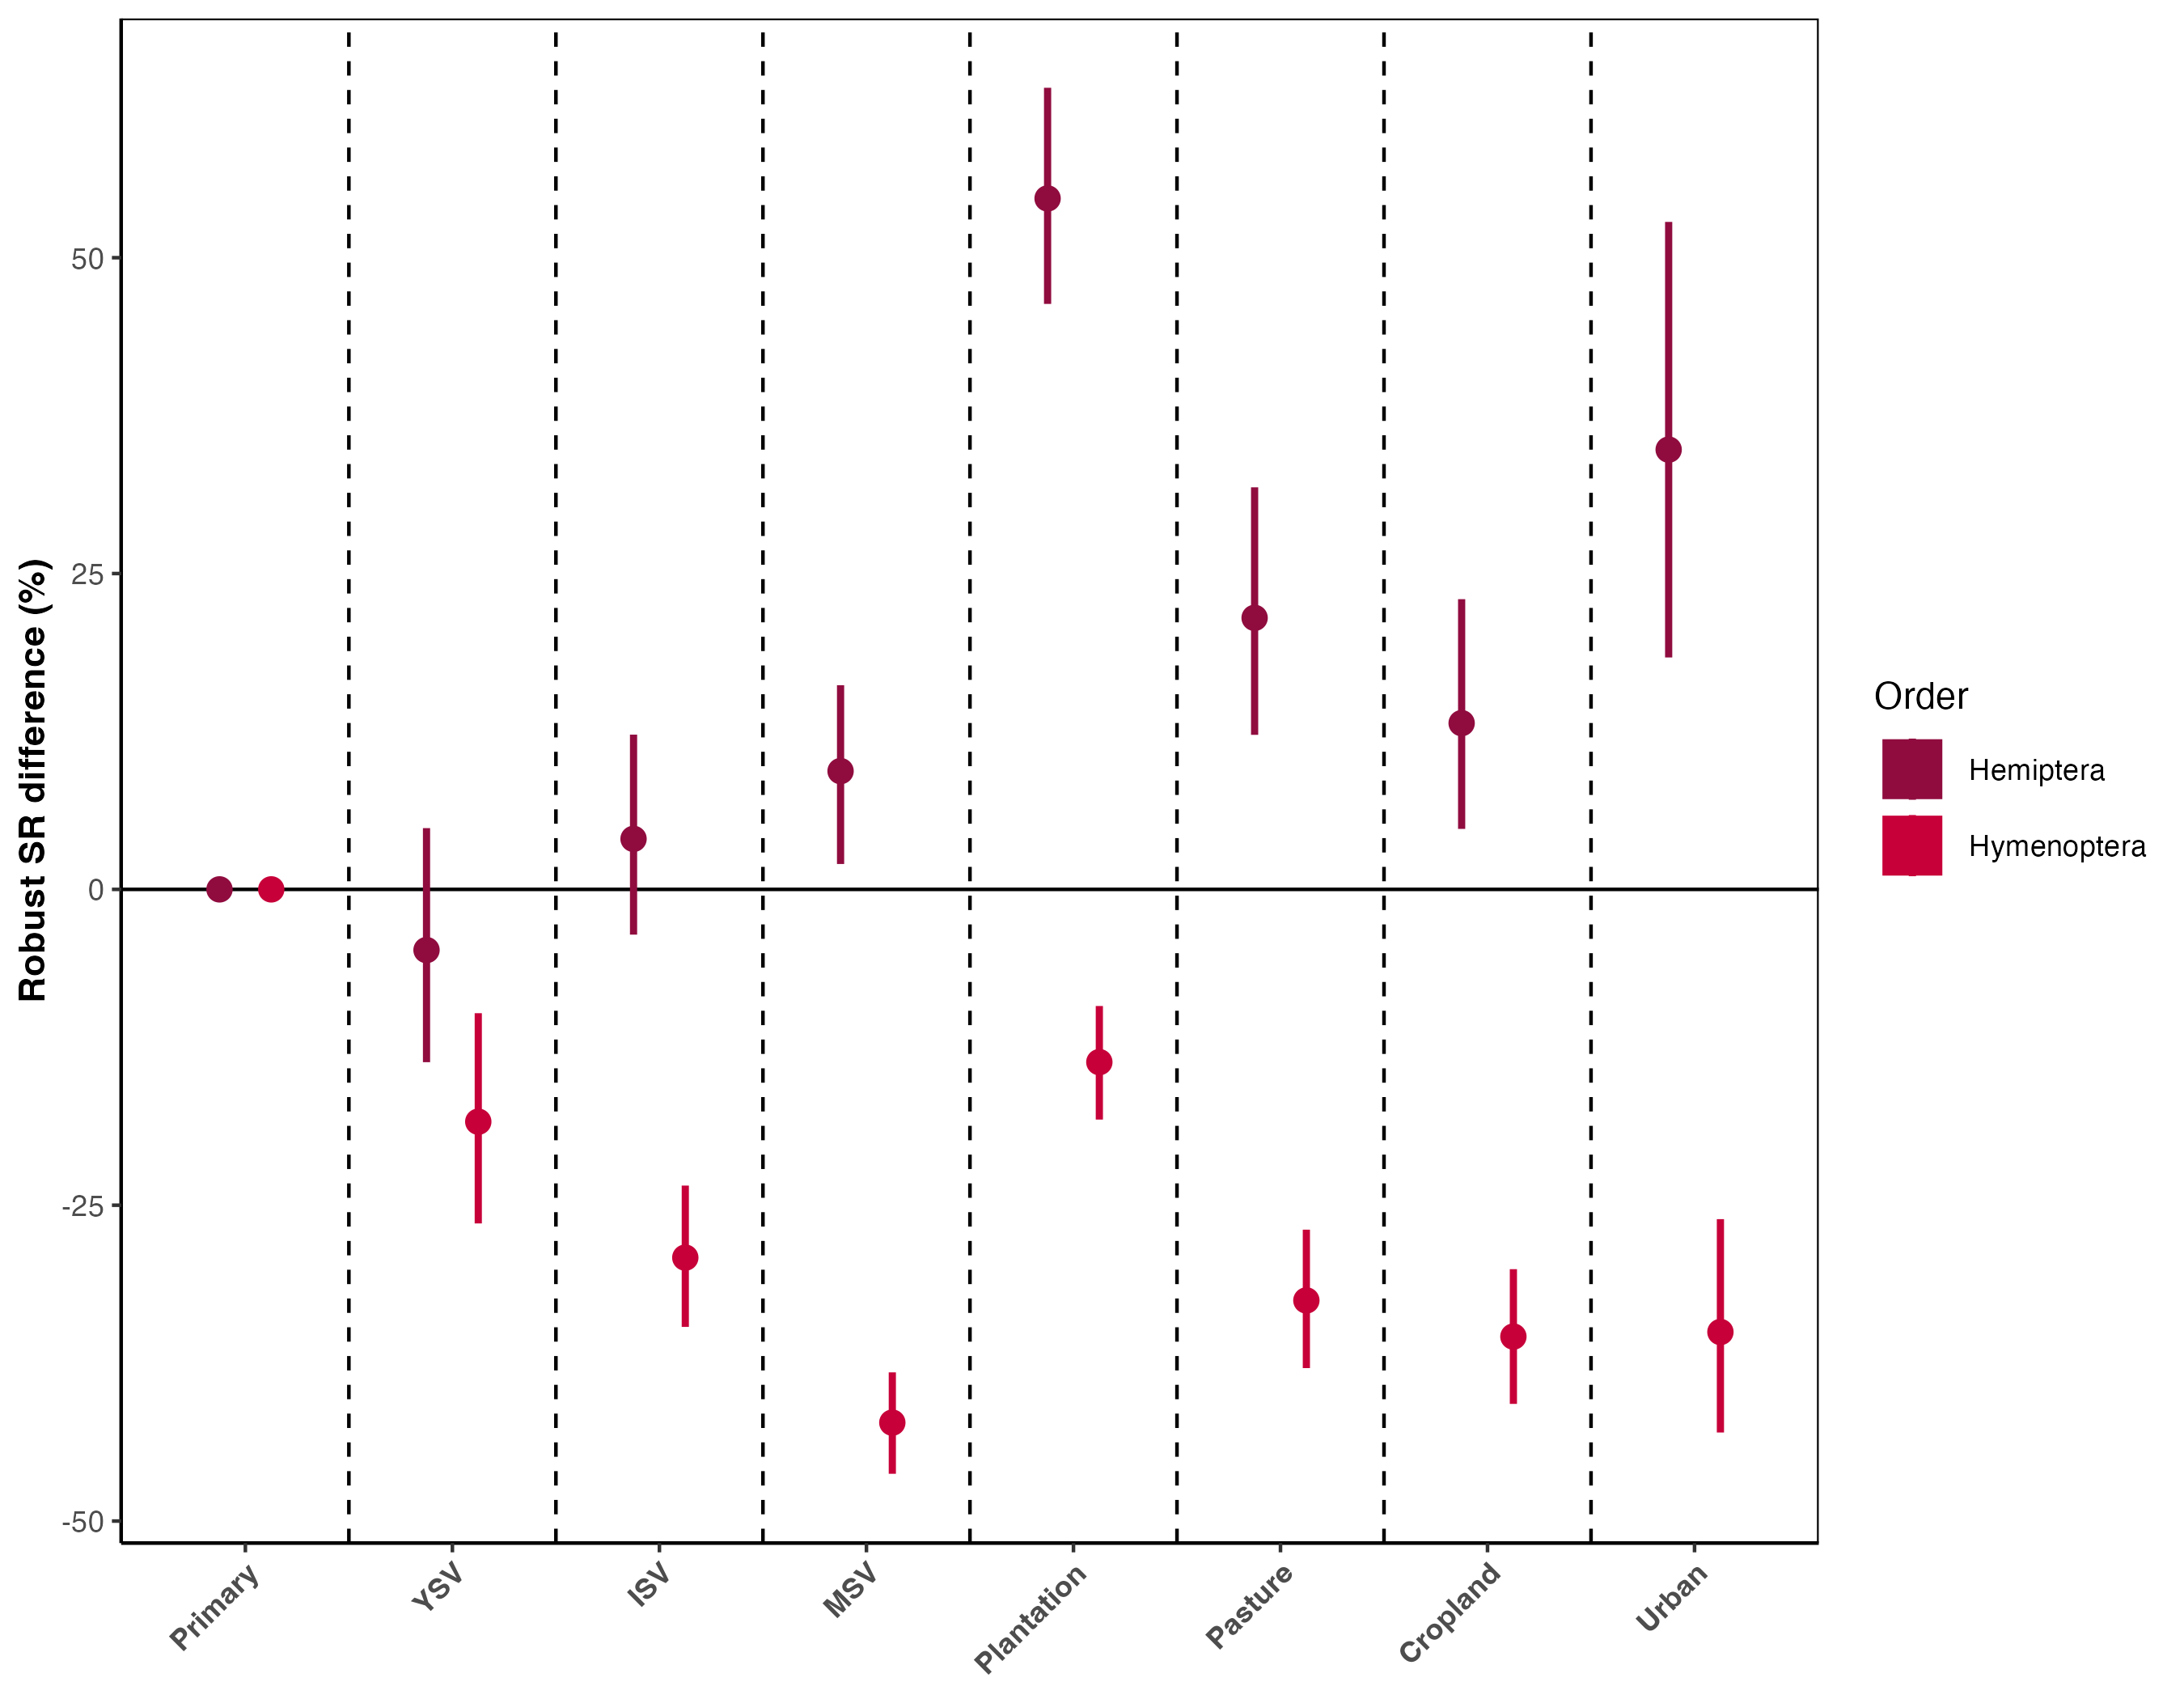 Robust SR difference (%)
50
25
0
-25
-50
Primary
YSV
ISV
MSV
Plantation
Pasture
Cropland
Urban
Order
Hemiptera
Hymenoptera